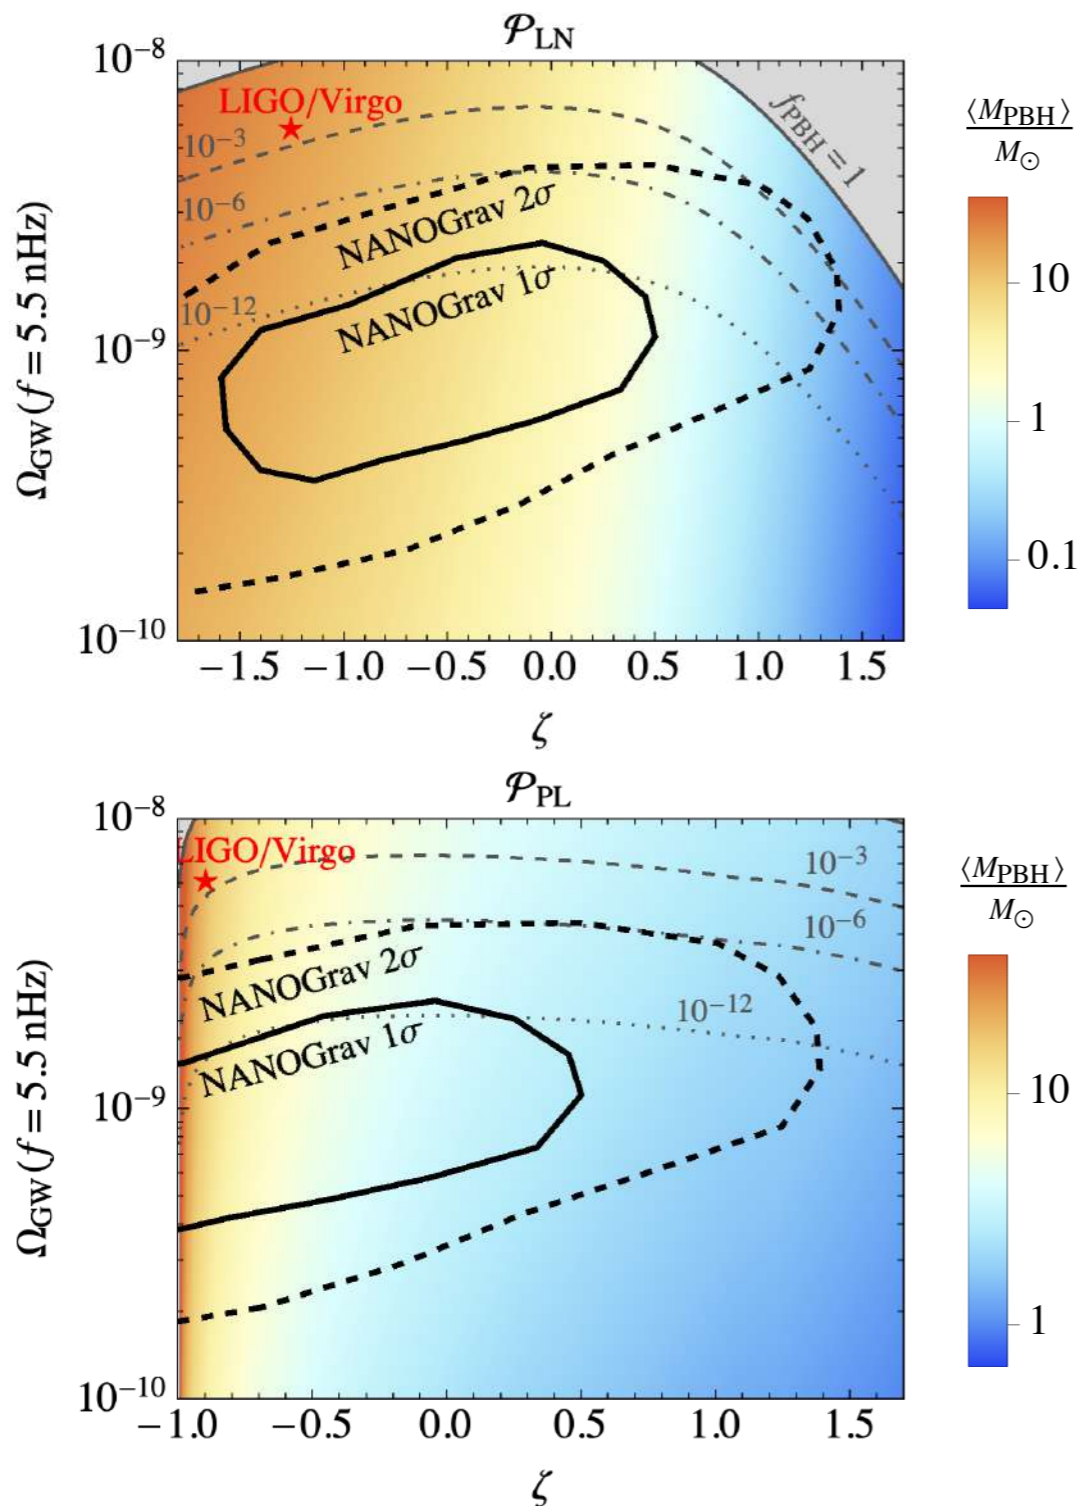 𝒫LN
10⁻⁸
LIGO/Virgo
fPBH = 1
⟨MPBH⟩
M⊙
10⁻³
10⁻⁶
NANOGrav 2σ
10
10⁻¹²
NANOGrav 1σ
10⁻⁹
1
0.1
10⁻¹⁰
ΩGW(f = 5.5 nHz)
−1.5 −1.0 −0.5 0.0 0.5 1.0 1.5
ζ
𝒫PL
10⁻⁸
LIGO/Virgo
10⁻³
⟨MPBH⟩
M⊙
10⁻⁶
NANOGrav 2σ
10⁻¹²
NANOGrav 1σ
10
10⁻⁹
1
10⁻¹⁰
ΩGW(f = 5.5 nHz)
−1.0 −0.5 0.0 0.5 1.0 1.5
ζ